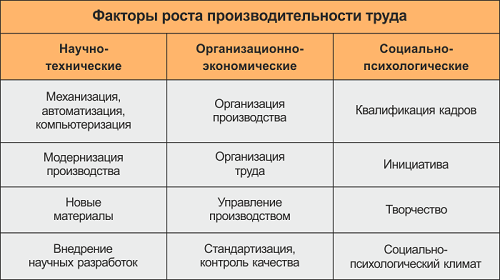 Факторы роста производительности труда
Научно-
технические
Организационно-
экономические
Социально-
психологические
Механизация,
автоматизация,
компьютеризация
Организация
производства
Квалификация кадров
Модернизация
производства
Организация
труда
Инициатива
Новые
материалы
Управление
производством
Творчество
Внедрение
научных разработок
Стандартизация,
контроль качества
Социально-
психологический климат